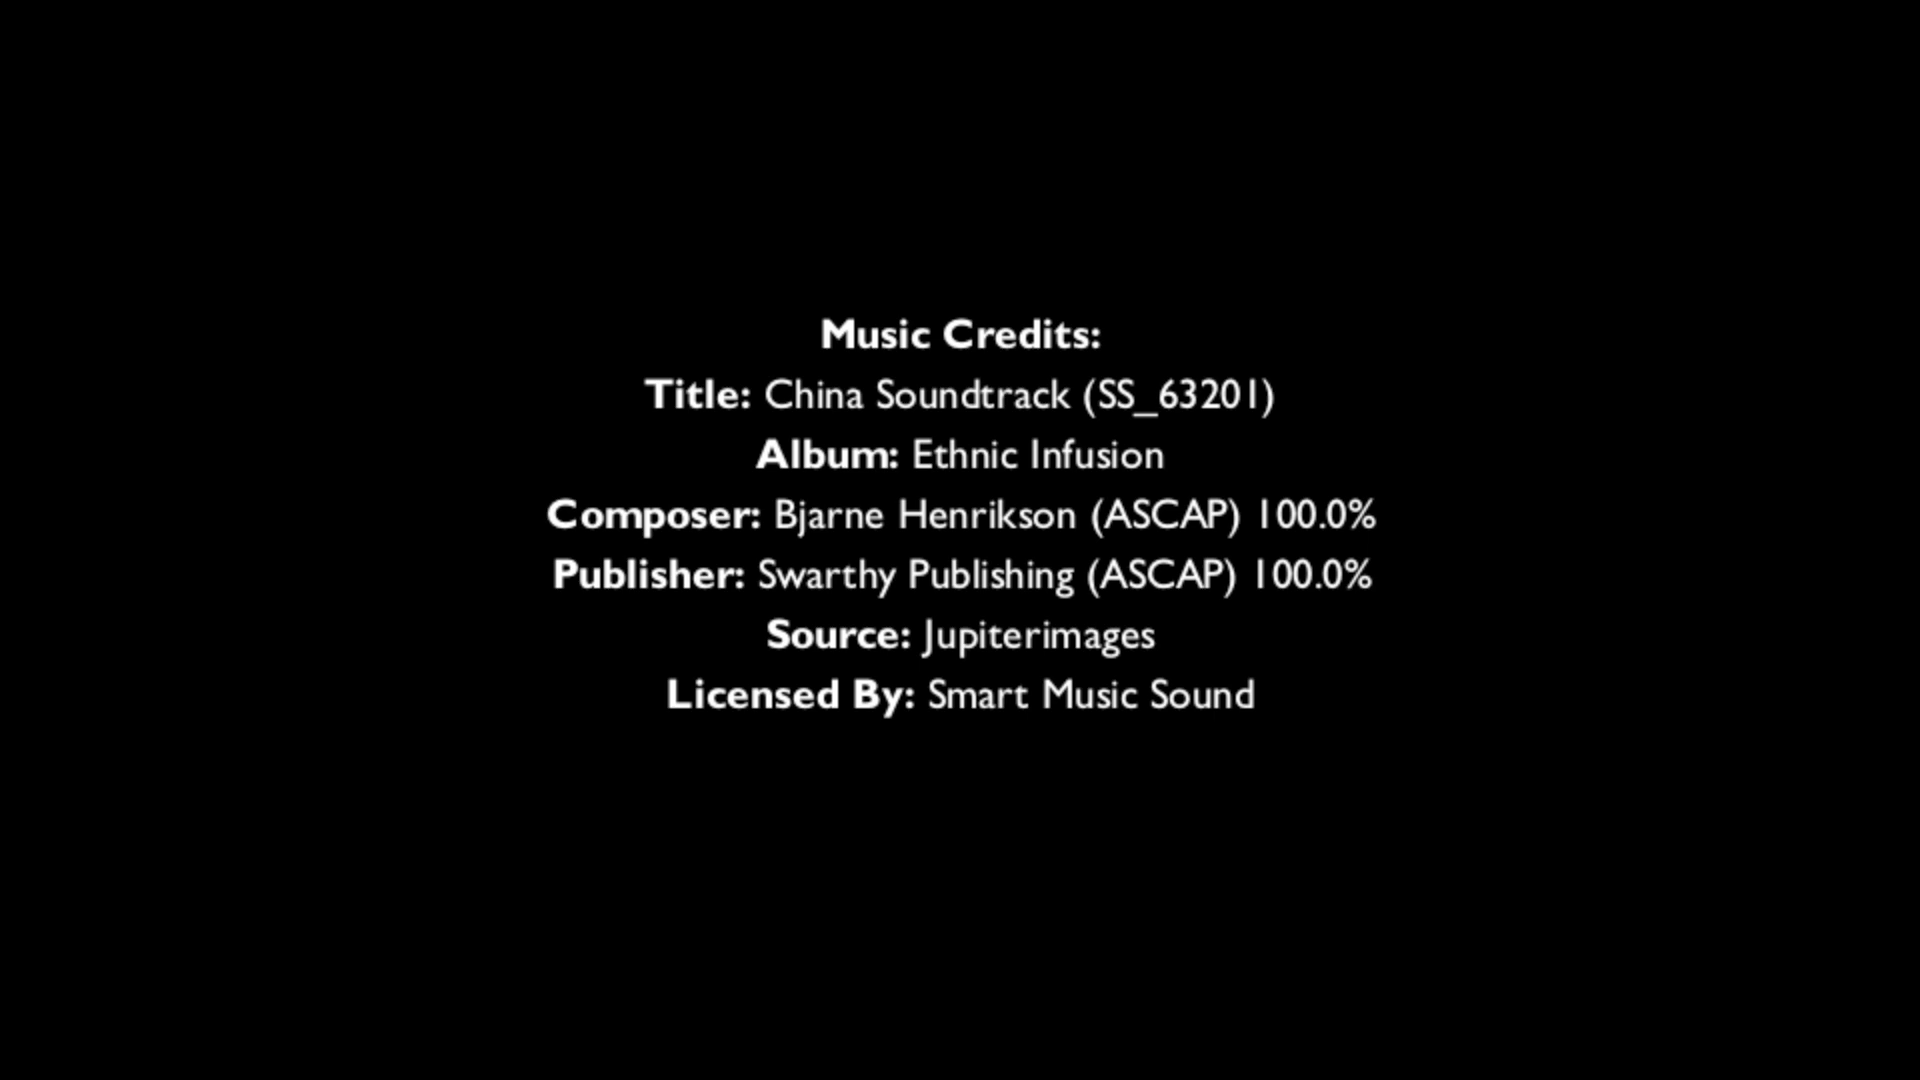 Music Credits:
Title: China Soundtrack (SS_63201)
Album: Ethnic Infusion
Composer: Bjarne Henrikson (ASCAP) 100.0%
Publisher: Swarthy Publishing (ASCAP) 100.0%
Source: Jupiterimages
Licensed By: Smart Music Sound